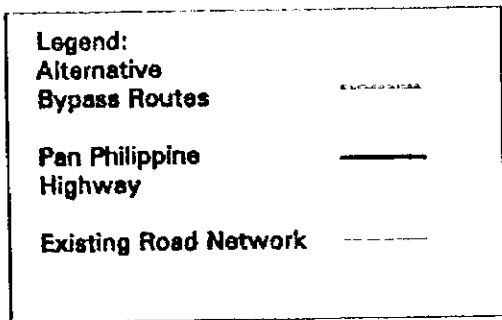 Legend:
Alternative
Bypass Routes
Pan Philippine
Highway
Existing Road Network